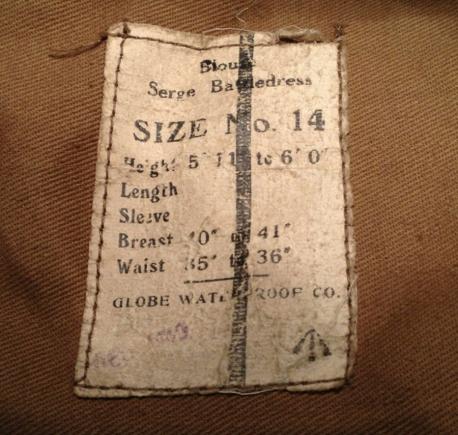 Blouse
Serge Battledress
SIZE No. 14
Height 5' 11" to 6' 0"
Length
Sleeve
Breast 40" 41"
Waist 35" to 36"
GLOBE WATERPROOF CO.